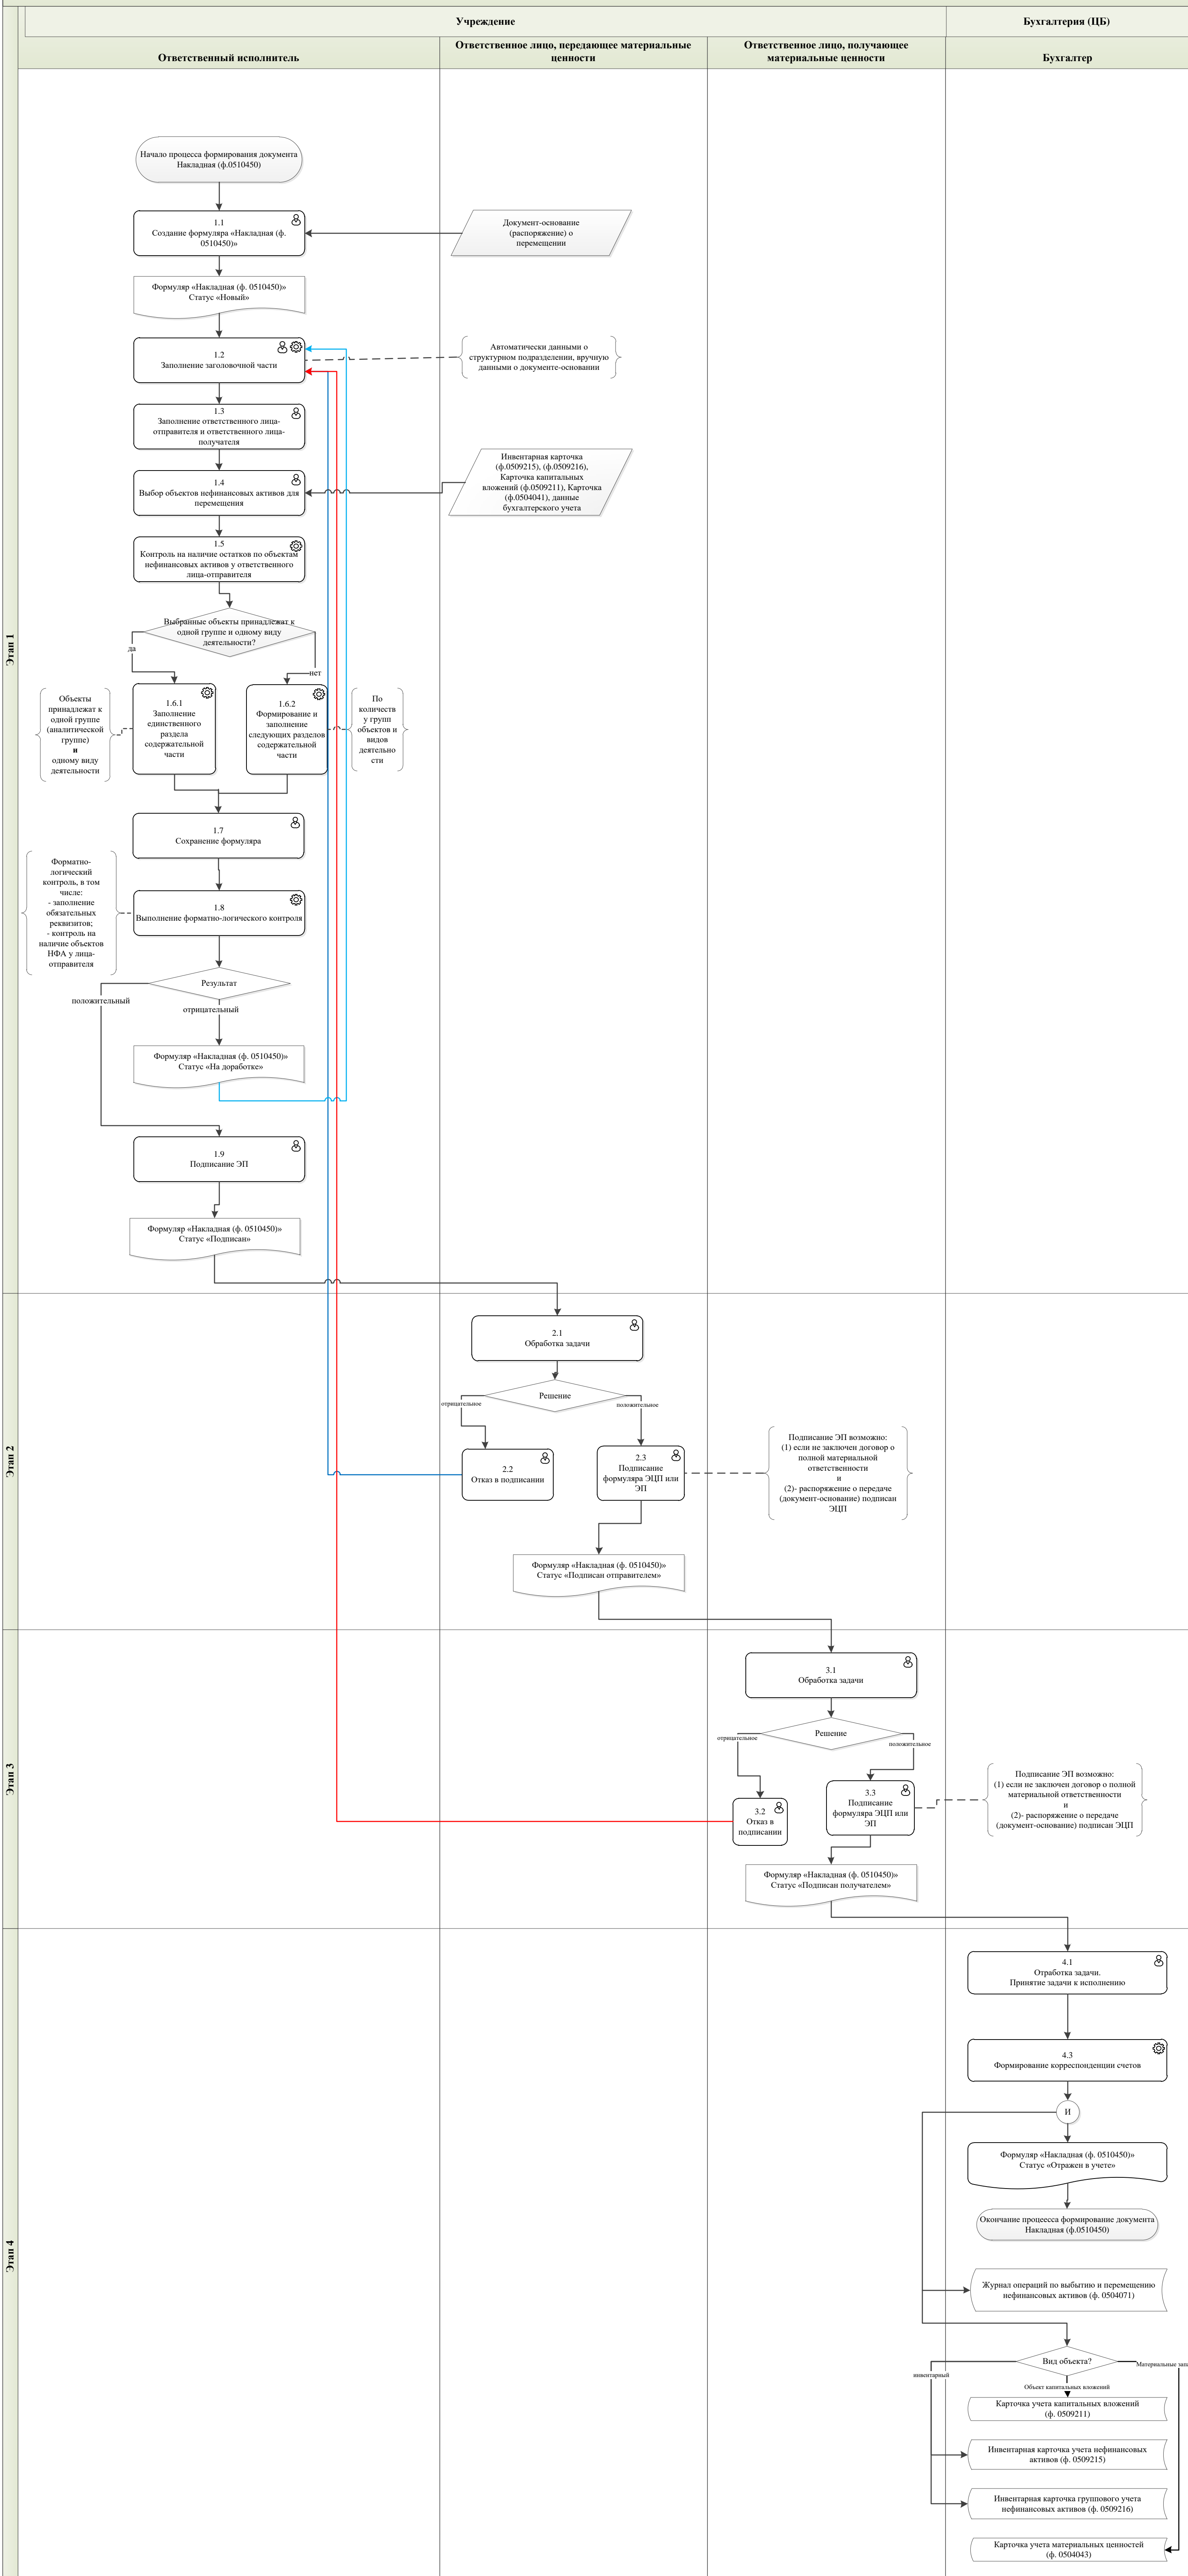 Учреждение
Бухгалтерия (ЦБ)
Ответственный исполнитель
Ответственное лицо, передающее материальные
ценности
Ответственное лицо, получающее
материальные ценности
Бухгалтер
Этап 1
Начало процесса формирования документа
Накладная (ф.0510450)
1.1
Создание формуляра «Накладная (ф.
0510450)»
Документ-основание
(распоряжение) о
перемещении
Формуляр «Накладная (ф. 0510450)»
Статус «Новый»
1.2
Заполнение заголовочной части
Автоматически данными о
структурном подразделении, вручную
данными о документе-основании
1.3
Заполнение ответственного лица-
отправителя и ответственного лица-
получателя
1.4
Выбор объектов нефинансовых активов для
перемещения
Инвентарная карточка
(ф.0509215), (ф.0509216),
Карточка капитальных
вложений (ф.0509211), Карточка
(ф.0504041), данные
бухгалтерского учета
1.5
Контроль на наличие остатков по объектам
нефинансовых активов у ответственного
лица-отправителя
Выбранные объекты принадлежат к
одной группе и одному виду
деятельности?
да
нет
Объекты
принадлежат к
одной группе
(аналитической
группе)
и
одному виду
деятельности
1.6.1
Заполнение
единственного
раздела
содержательной
части
1.6.2
Формирование и
заполнение
следующих разделов
содержательной
части
По
количеств
у групп
объектов и
видов
деятельно
сти
1.7
Сохранение формуляра
Форматно-
логический
контроль, в том
числе:
- заполнение
обязательных
реквизитов;
- контроль на
наличие объектов
НФА у лица-
отправителя
1.8
Выполнение форматно-логического контроля
Результат
положительный
отрицательный
Формуляр «Накладная (ф. 0510450)»
Статус «На доработке»
1.9
Подписание ЭП
Формуляр «Накладная (ф. 0510450)»
Статус «Подписан»
Этап 2
2.1
Обработка задачи
Решение
отрицательное
положительное
2.2
Отказ в подписании
2.3
Подписание
формуляра ЭЦП или
ЭП
Подписание ЭП возможно:
(1) если не заключен договор о
полной материальной
ответственности
и
(2)- распоряжение о передаче
(документ-основание) подписан
ЭЦП
Формуляр «Накладная (ф. 0510450)»
Статус «Подписан отправителем»
Этап 3
3.1
Обработка задачи
Решение
отрицательное
положительное
3.2
Отказ в
подписании
3.3
Подписание
формуляра ЭЦП или
ЭП
Подписание ЭП возможно:
(1) если не заключен договор о полной
материальной ответственности
и
(2)- распоряжение о передаче
(документ-основание) подписан ЭЦП
Формуляр «Накладная (ф. 0510450)»
Статус «Подписан получателем»
Этап 4
4.1
Отработка задачи.
Принятие задачи к исполнению
4.3
Формирование корреспонденции счетов
И
Формуляр «Накладная (ф. 0510450)»
Статус «Отражен в учете»
Окончание процеесса формирование документа
Накладная (ф.0510450)
Журнал операций по выбытию и перемещению
нефинансовых активов (ф. 0504071)
Вид объекта?
инвентарный
Материальные
Объект капитальных вложений
Карточка учета капитальных вложений
(ф. 0509211)
Инвентарная карточка учета нефинансовых
активов (ф. 0509215)
Инвентарная карточка группового учета
нефинансовых активов (ф. 0509216)
Карточка учета материальных ценностей
(ф. 0504043)